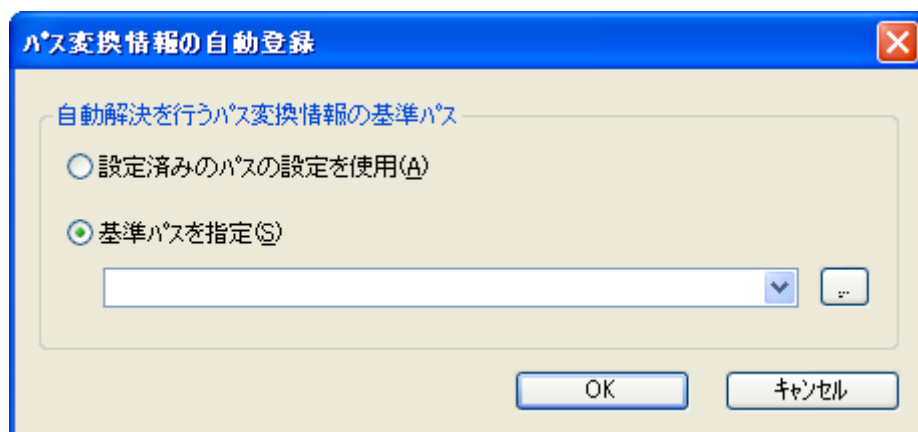 パス変換情報の自動登録
自動解決を行うパス変換情報の基準パス
設定済みのパスの設定を使用(A)
基準パスを指定(S)
...
OK
キャンセル